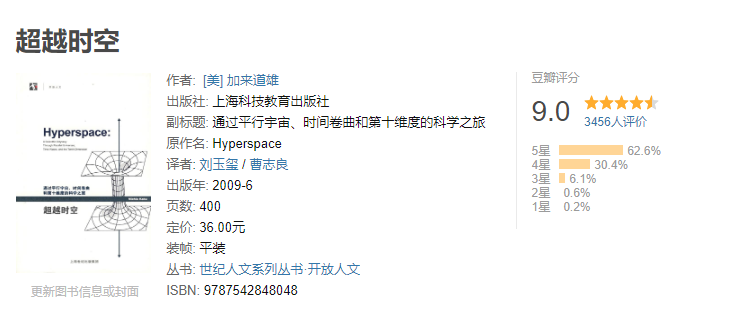 超越时空
Hyperspace:
通过平行宇宙、时间卷曲
和第十维度的科学之旅
超越时空
更新图书信息或封面
作者: [美] 加来道雄
出版社: 上海科技教育出版社
副标题: 通过平行宇宙、时间卷曲和第十维度的科学之旅
原作名: Hyperspace
译者: 刘玉玺 / 曹志良
出版年: 2009-6
页数: 400
定价: 36.00元
装帧: 平装
丛书: 世纪人文系列丛书·开放人文
ISBN: 9787542848048
豆瓣评分
9.0
3456人评价
5星 62.6%
4星 30.4%
3星 6.1%
2星 0.6%
1星 0.2%